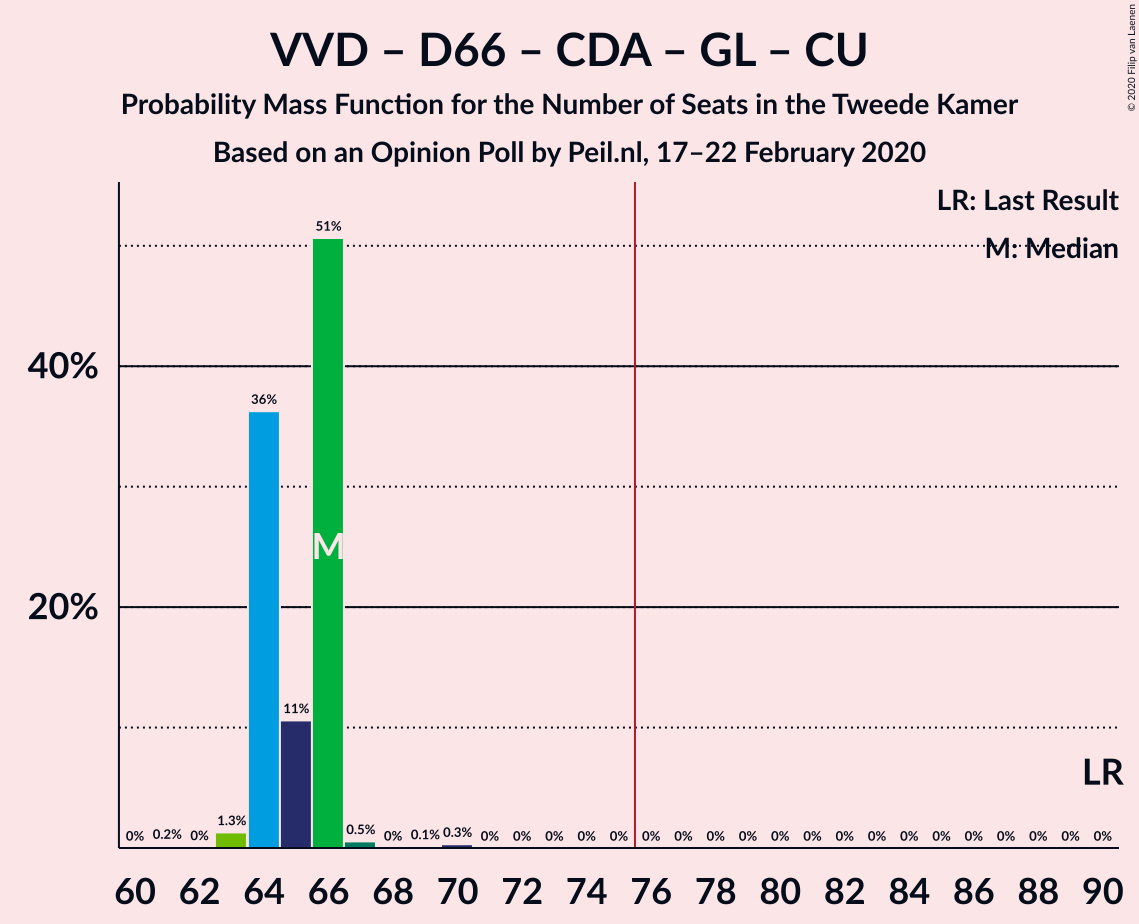 VVD – D66 – CDA – GL – CU
Probability Mass Function for the Number of Seats in the Tweede Kamer
Based on an Opinion Poll by Peil.nl, 17–22 February 2020
© 2020 Filip van Laenen
LR: Last Result
M: Median
40%
20%
0% 0.2% 0% 1.3% 36% 11% 51% 0.5% 0% 0.1% 0.3% 0% 0% 0% 0% 0% 0% 0% 0% 0% 0% 0% 0% 0% 0% 0% 0% 0% 0% 0% 0%
M
LR
60 62 64 66 68 70 72 74 76 78 80 82 84 86 88 90